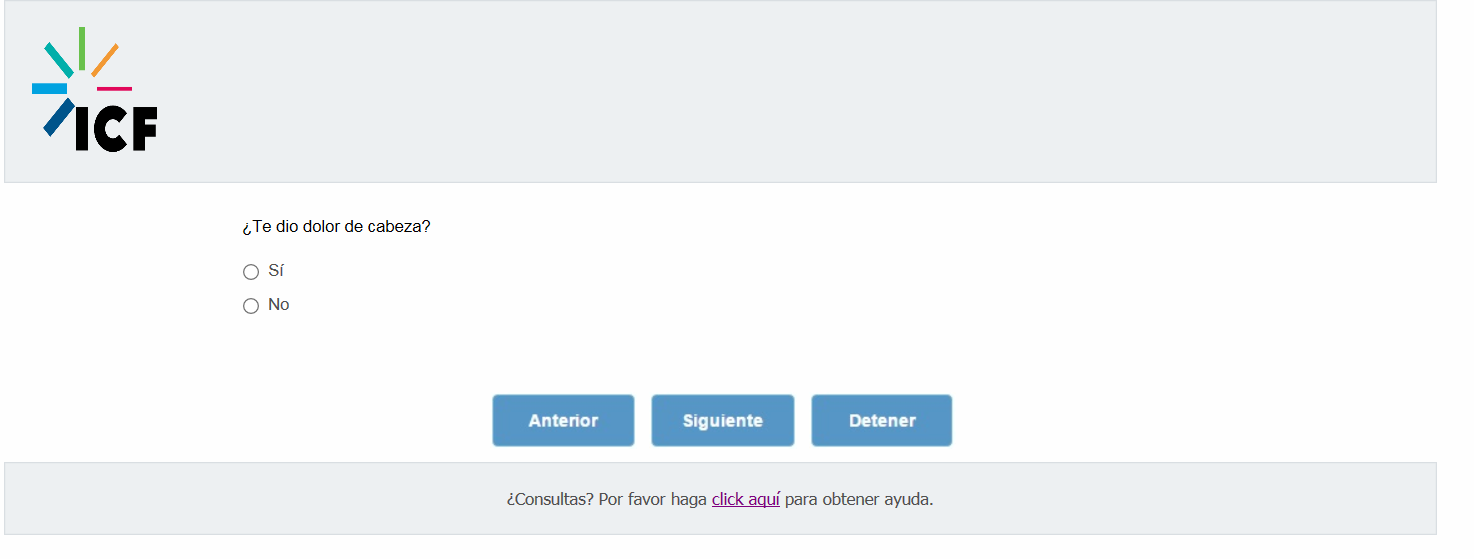 ICF
¿Te dio dolor de cabeza?
Sí
No
Anterior Siguiente Detener
¿Consultas? Por favor haga click aquí para obtener ayuda.